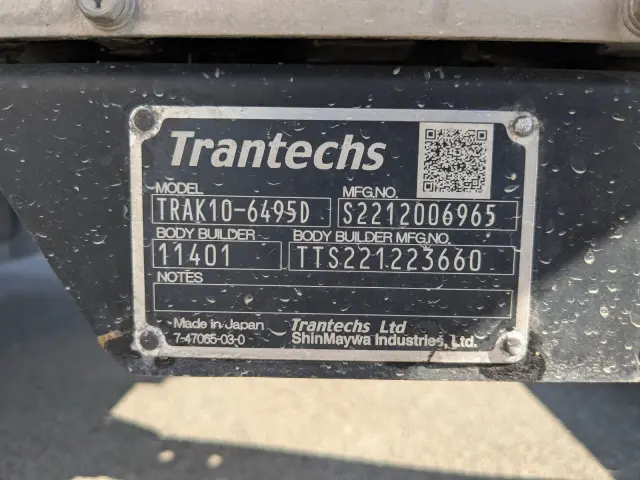 Trantechs
MODEL MFG.NO.
TRAK10-6495D S2212006965
BODY BUILDER BODY BUILDER MFG.NO.
11401 TTS221223660
NOTES
Made in Japan Trantechs Ltd
7-47065-03-0 ShinMaywa Industries, Ltd.